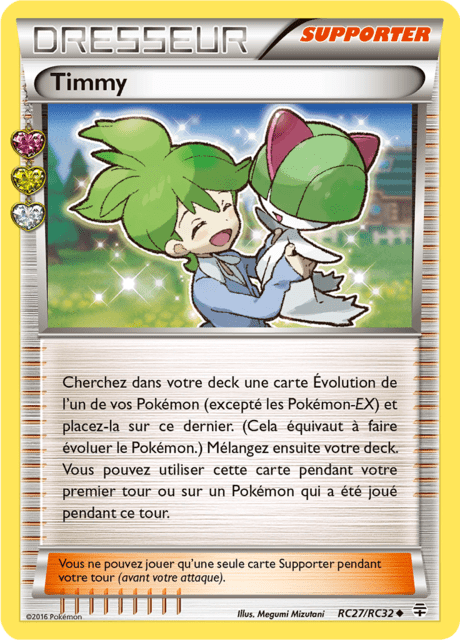 DRESSEUR
SUPPORTER
Timmy
Cherchez dans votre deck une carte Évolution de
l'un de vos Pokémon (excepté les Pokémon-EX) et
placez-la sur ce dernier. (Cela équivaut à faire
évoluer le Pokémon.) Mélangez ensuite votre deck.
Vous pouvez utiliser cette carte pendant votre
premier tour ou sur un Pokémon qui a été joué
pendant ce tour.
Vous ne pouvez jouer qu'une seule carte Supporter pendant
votre tour (avant votre attaque).
©2016 Pokémon
Illus. Megumi Mizutani
RC27/RC32